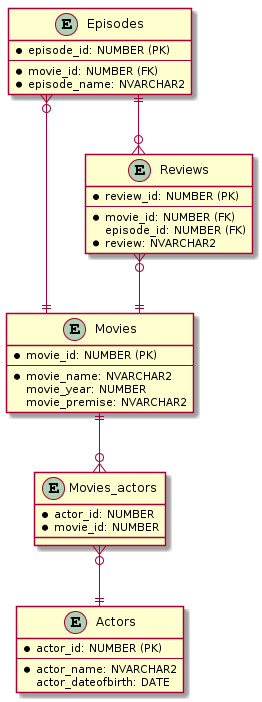 E Episodes
episode_id: NUMBER (PK)
movie_id: NUMBER (FK)
episode_name: NVARCHAR2
E Reviews
review_id: NUMBER (PK)
movie_id: NUMBER (FK)
episode_id: NUMBER (FK)
review: NVARCHAR2
E Movies
movie_id: NUMBER (PK)
movie_name: NVARCHAR2
movie_year: NUMBER
movie_premise: NVARCHAR2
E Movies_actors
actor_id: NUMBER
movie_id: NUMBER
E Actors
actor_id: NUMBER (PK)
actor_name: NVARCHAR2
actor_dateofbirth: DATE